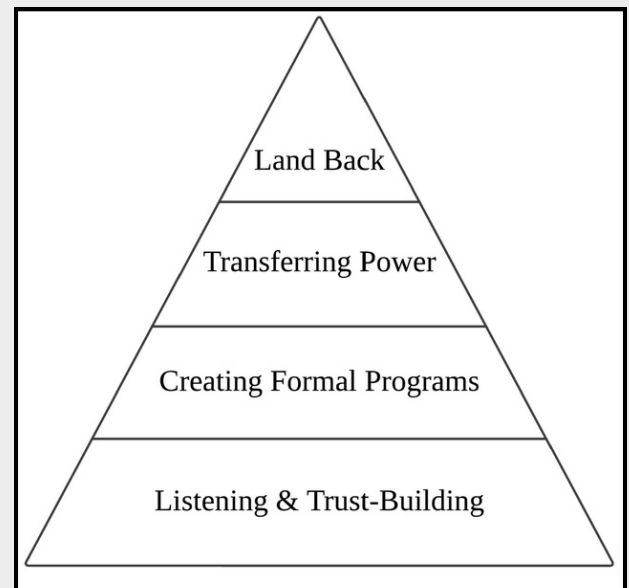 Land Back
Transferring Power
Creating Formal Programs
Listening & Trust-Building